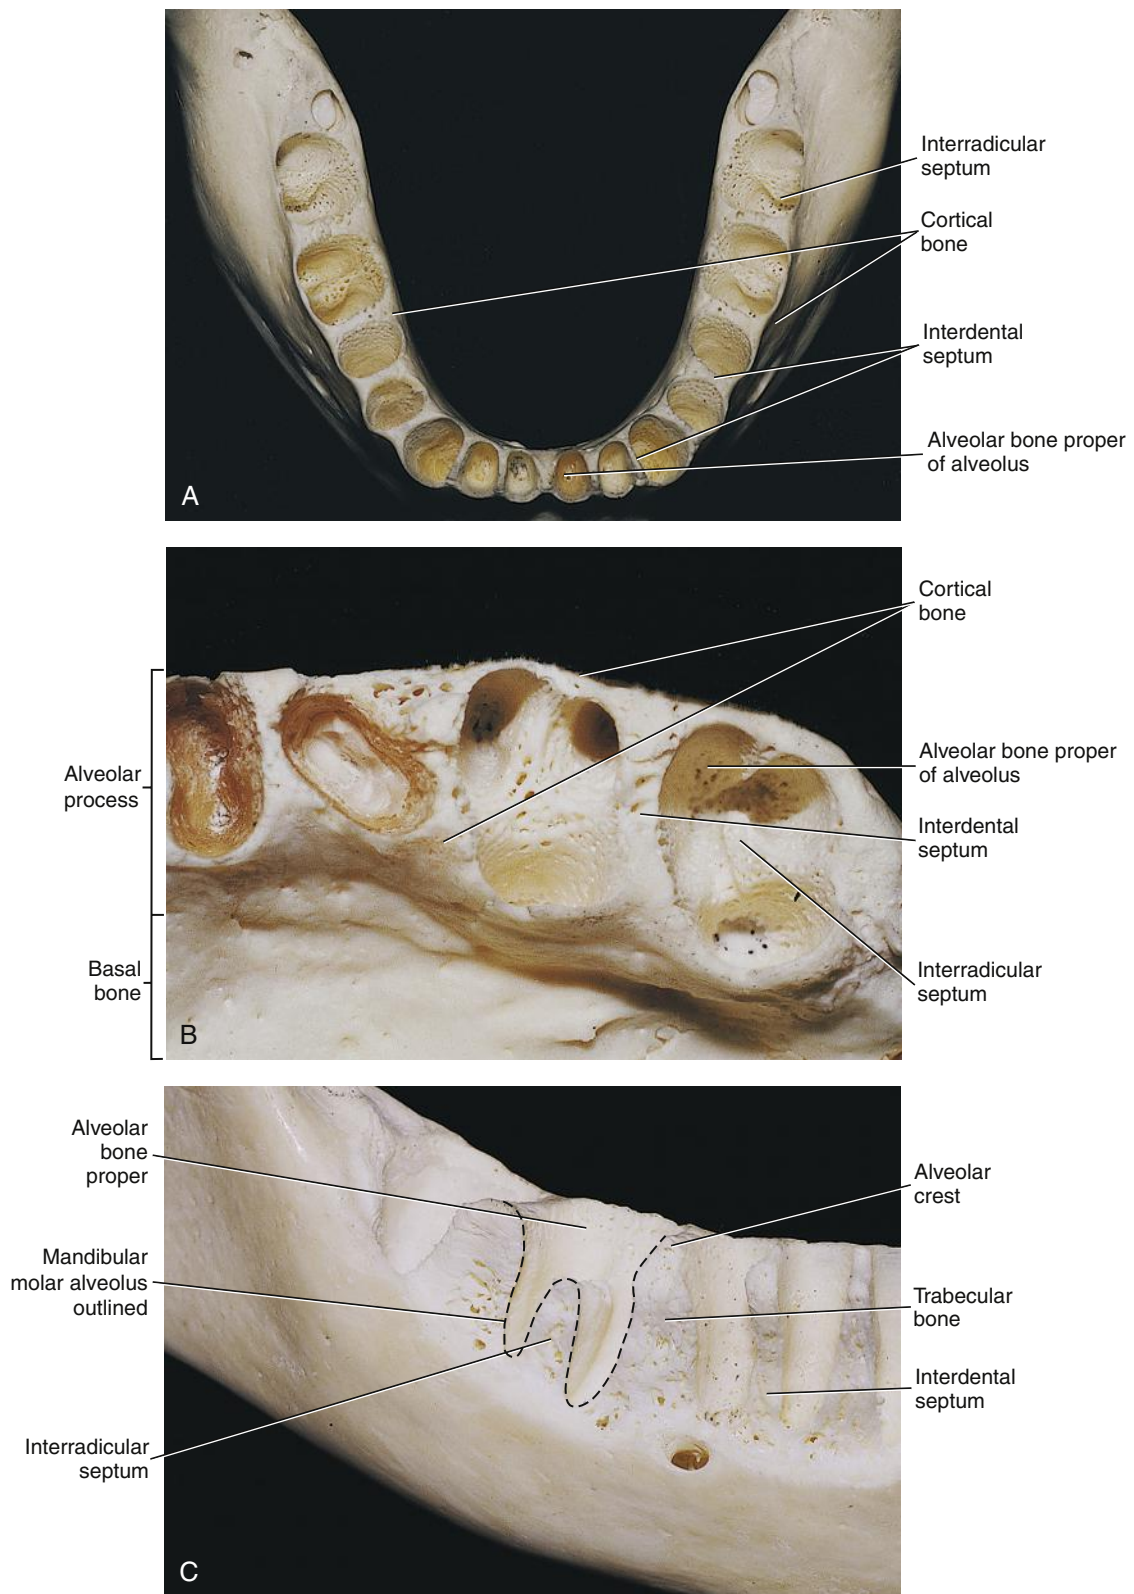 Interradicular
septum
Cortical
bone
Interdental
septum
Alveolar bone proper
of alveolus
A
Cortical
bone
Alveolar
process
Alveolar bone proper
of alveolus
Interdental
septum
Basal
bone
Interradicular
septum
B
Alveolar
bone
proper
Alveolar
crest
Mandibular
molar alveolus
outlined
Trabecular
bone
Interdental
septum
Interradicular
septum
C